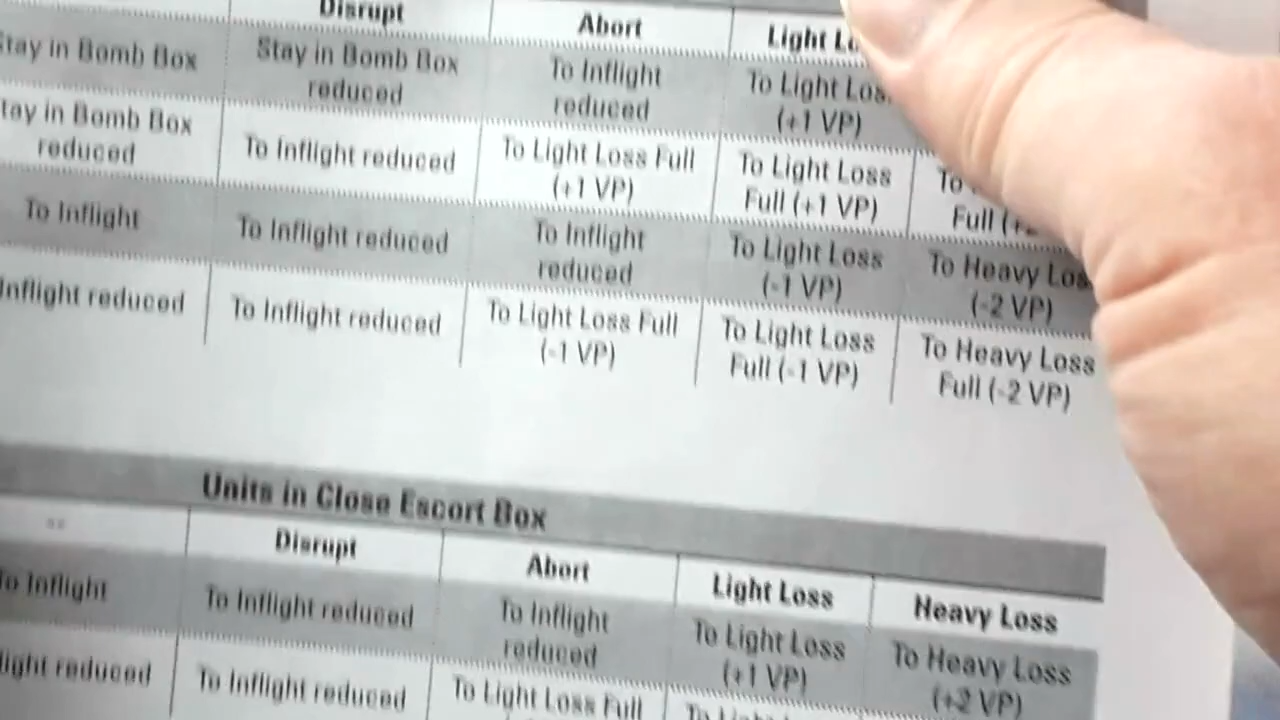 Disrupt Abort Light
Stay in Bomb Box Stay in Bomb Box To Inflight To Light
reduced reduced (+1 VP)
Bomb Box To Inflight reduced To Light Loss Full To Light Loss
reduced (+1 VP) Full (+1 VP) Full
To Inflight To Inflight reduced To Inflight To Light Loss To Heavy
reduced (-1 VP) (-2 VP)
Inflight reduced To Inflight reduced To Light Loss Full To Light Loss To Heavy Loss
(-1 VP) Full (-1 VP) Full (-2 VP)
Units in Close Escort Box
-- Disrupt Abort Light Loss Heavy Loss
To Inflight To Inflight reduced To Inflight To Light Loss To Heavy Loss
reduced (+1 VP) (+2 VP)
reduced To Inflight reduced To Light Loss Full